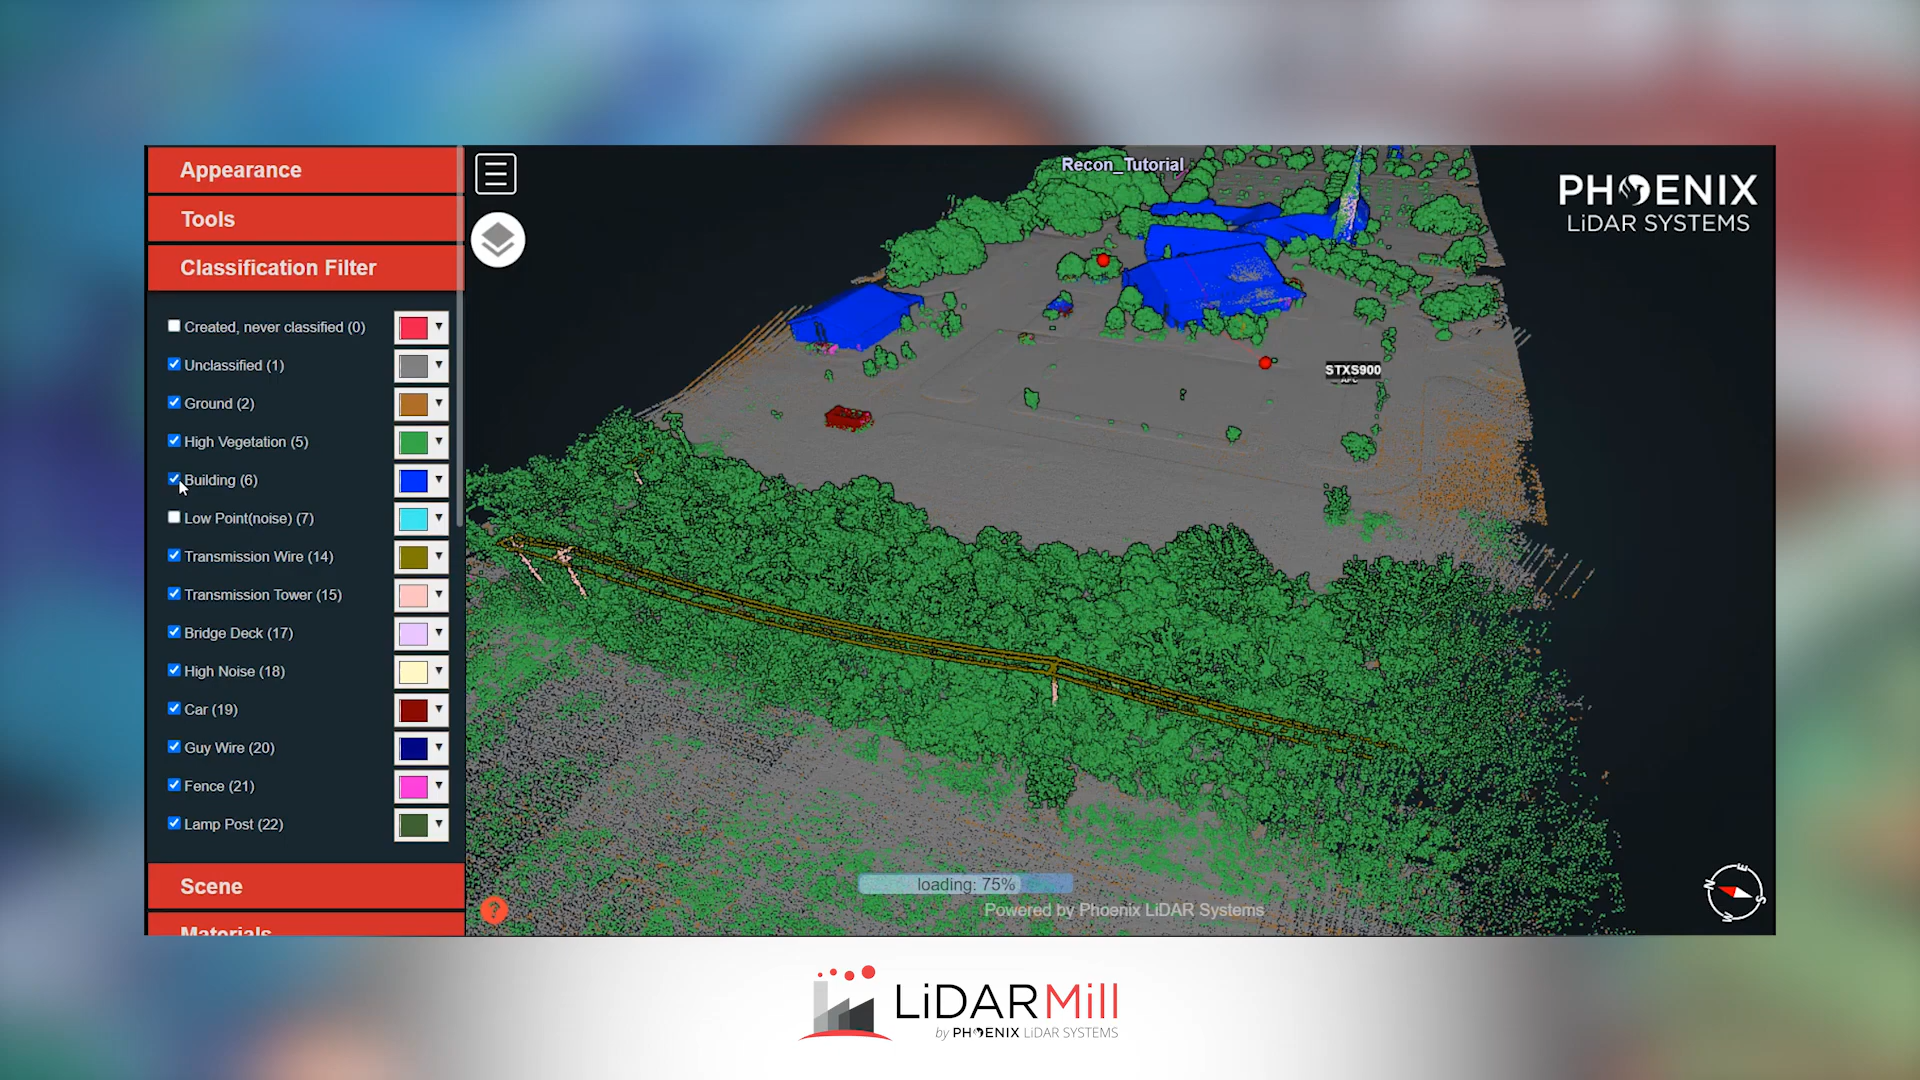 Appearance
Tools
Classification Filter
Created, never classified (0)
Unclassified (1)
Ground (2)
High Vegetation (5)
Building (6)
Low Point(noise) (7)
Transmission Wire (14)
Transmission Tower (15)
Bridge Deck (17)
High Noise (18)
Car (19)
Guy Wire (20)
Fence (21)
Lamp Post (22)
Scene
Materials
Recon_Tutorial
PHOENIX
LiDAR SYSTEMS
STXS900
APC
loading: 75%
Powered by Phoenix LiDAR Systems
?
N E S W
LiDARMill
by PHOENIX LiDAR SYSTEMS